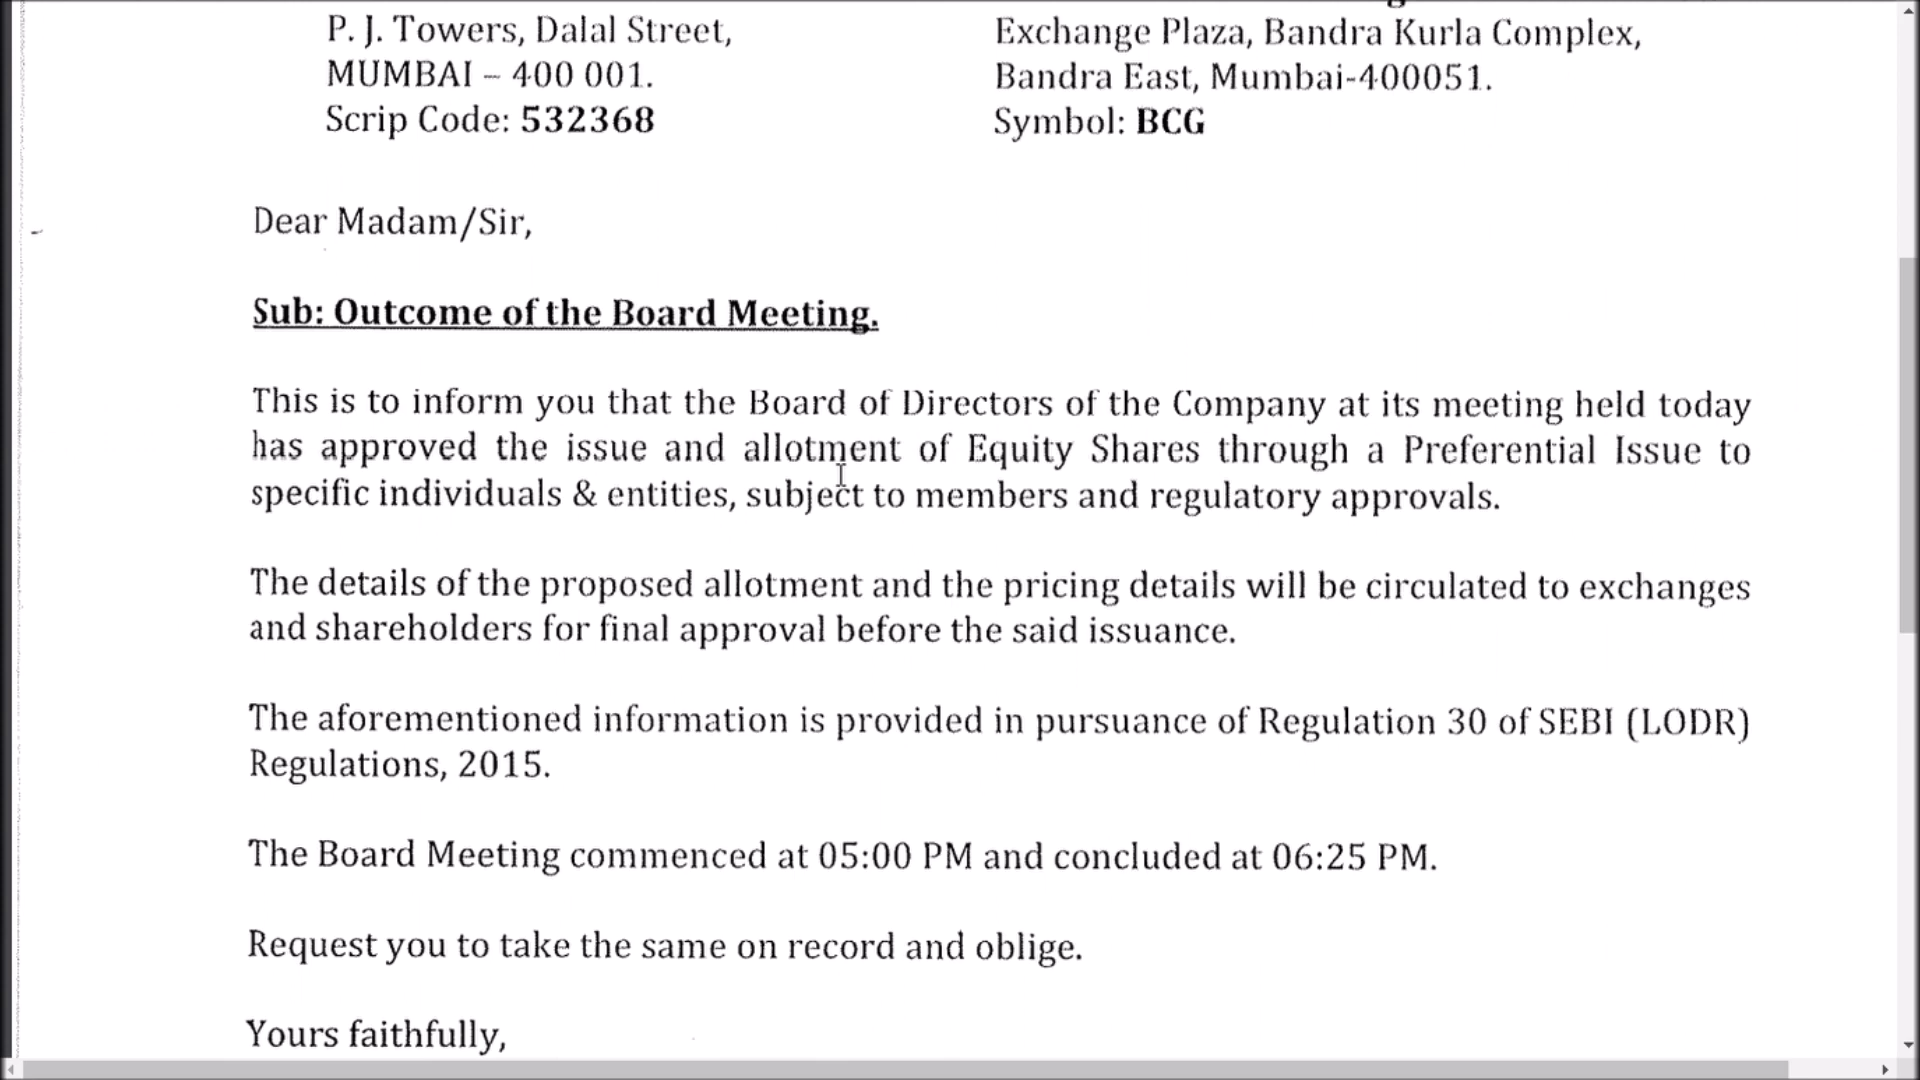 P. J. Towers, Dalal Street,
MUMBAI – 400 001.
Scrip Code: 532368
Exchange Plaza, Bandra Kurla Complex,
Bandra East, Mumbai-400051.
Symbol: BCG
Dear Madam/Sir,
Sub: Outcome of the Board Meeting.
This is to inform you that the Board of Directors of the Company at its meeting held today
has approved the issue and allotment of Equity Shares through a Preferential Issue to
specific individuals & entities, subject to members and regulatory approvals.
The details of the proposed allotment and the pricing details will be circulated to exchanges
and shareholders for final approval before the said issuance.
The aforementioned information is provided in pursuance of Regulation 30 of SEBI (LODR)
Regulations, 2015.
The Board Meeting commenced at 05:00 PM and concluded at 06:25 PM.
Request you to take the same on record and oblige.
Yours faithfully,